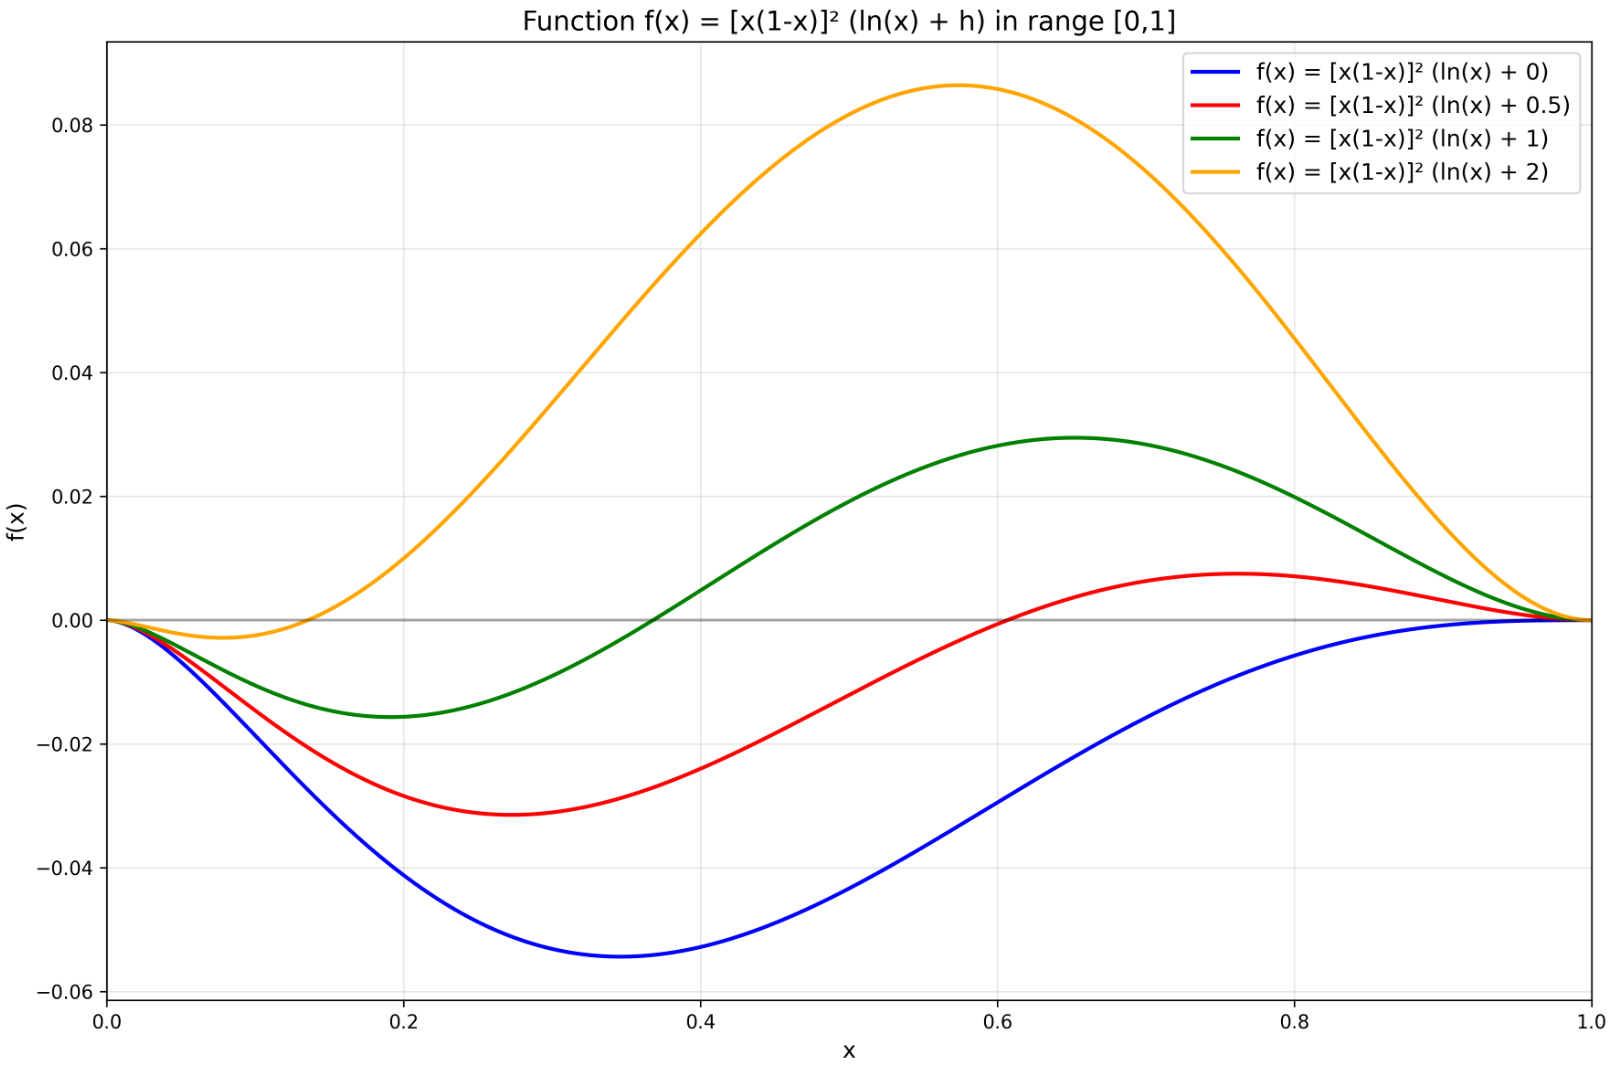 Function f(x) = [x(1-x)]² (ln(x) + h) in range [0,1]
f(x) = [x(1-x)]² (ln(x) + 0)
f(x) = [x(1-x)]² (ln(x) + 0.5)
f(x) = [x(1-x)]² (ln(x) + 1)
f(x) = [x(1-x)]² (ln(x) + 2)
0.08
0.06
0.04
0.02
0.00
−0.02
−0.04
−0.06
f(x)
0.0 0.2 0.4 0.6 0.8 1.0
x